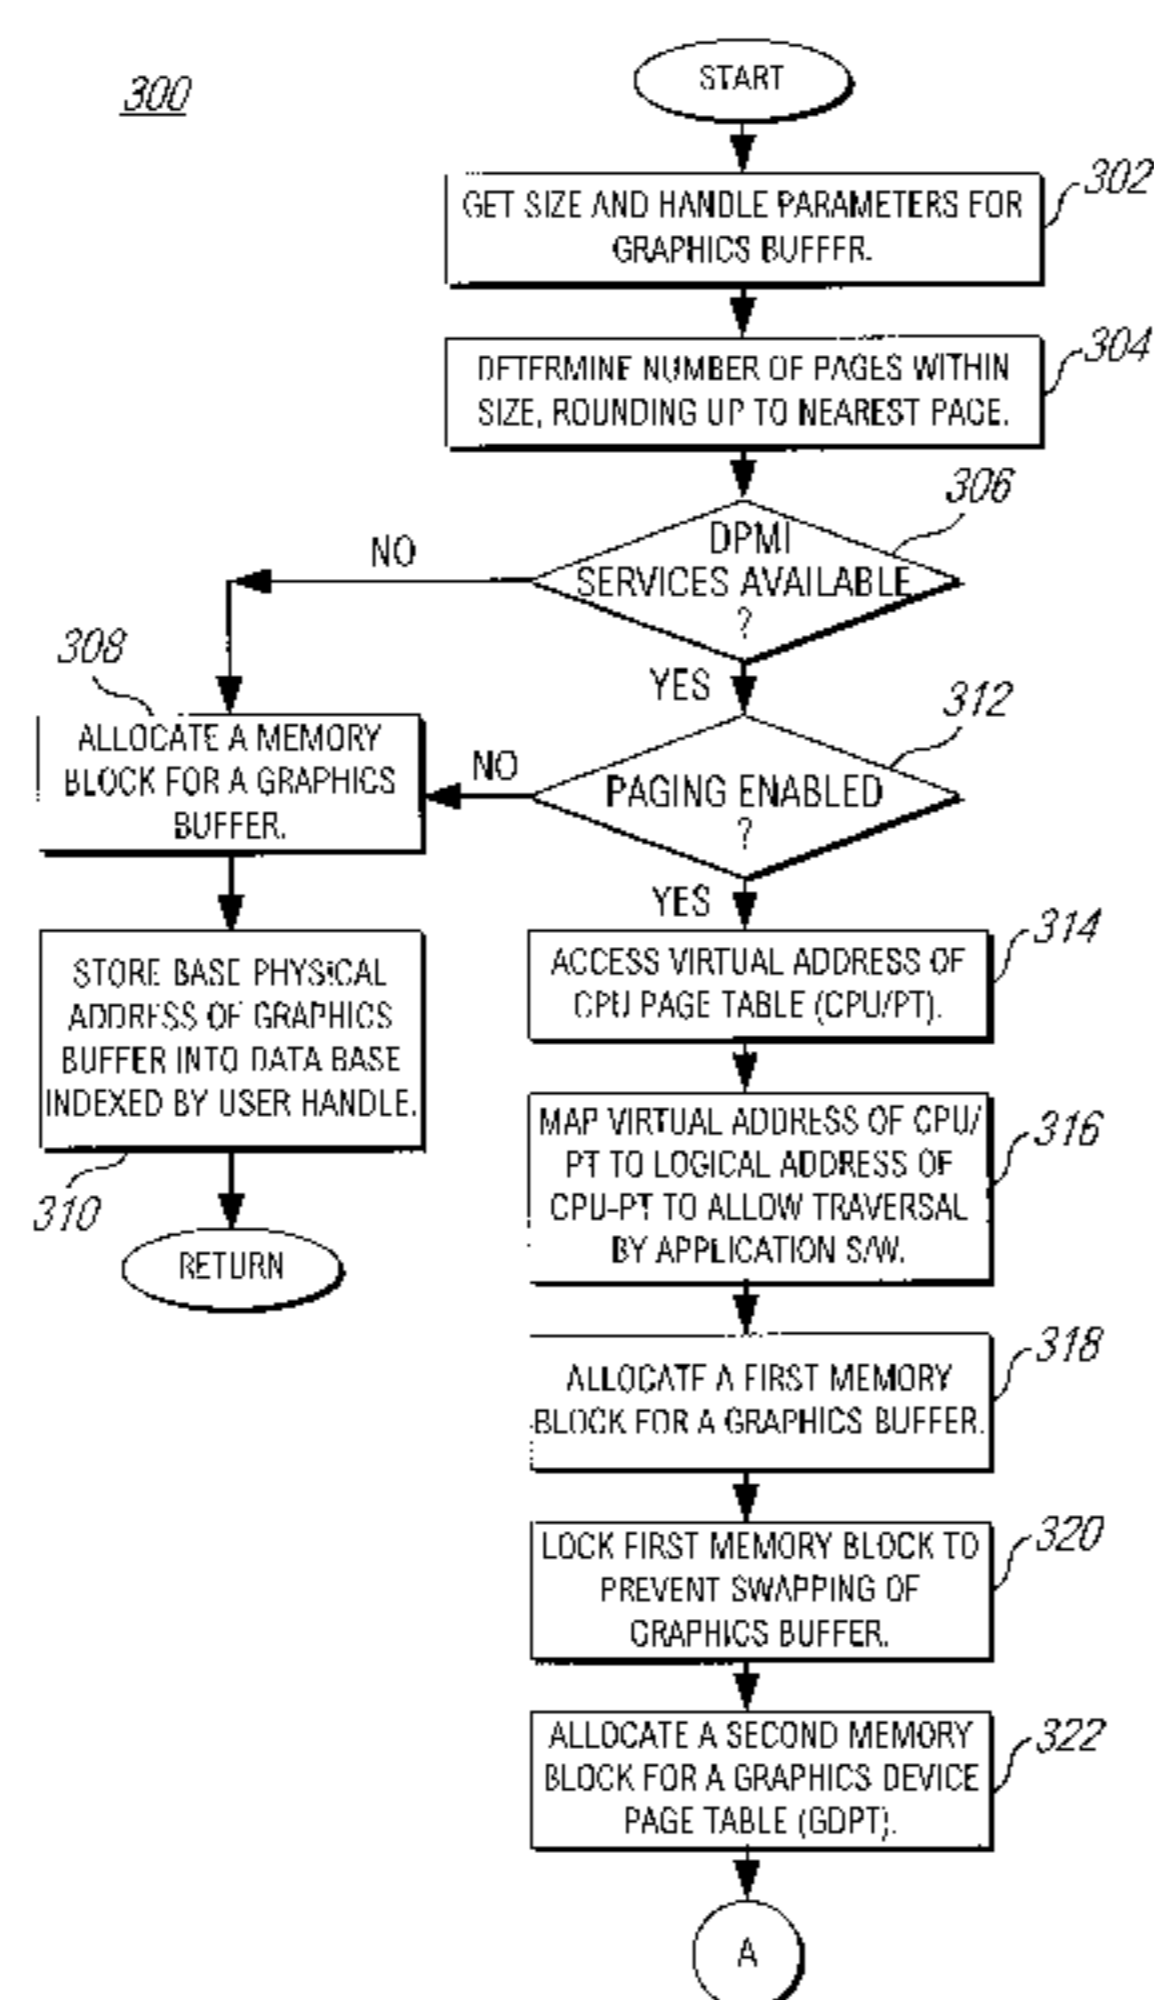 300
START
302
GET SIZE AND HANDLE PARAMETERS FOR
GRAPHICS BUFFER.
304
DETERMINE NUMBER OF PAGES WITHIN
SIZE, ROUNDING UP TO NEAREST PAGE.
306
DPMI
SERVICES AVAILABLE
?
NO
YES
308
ALLOCATE A MEMORY
BLOCK FOR A GRAPHICS
BUFFER.
312
NO
PAGING ENABLED
?
YES
310
STORE BASE PHYSICAL
ADDRESS OF GRAPHICS
BUFFER INTO DATA BASE
INDEXED BY USER HANDLE.
RETURN
314
ACCESS VIRTUAL ADDRESS OF
CPU PAGE TABLE (CPU/PT).
316
MAP VIRTUAL ADDRESS OF CPU/
PT TO LOGICAL ADDRESS OF
CPU-PT TO ALLOW TRAVERSAL
BY APPLICATION S/W.
318
ALLOCATE A FIRST MEMORY
BLOCK FOR A GRAPHICS BUFFER.
320
LOCK FIRST MEMORY BLOCK TO
PREVENT SWAPPING OF
GRAPHICS BUFFER.
322
ALLOCATE A SECOND MEMORY
BLOCK FOR A GRAPHICS DEVICE
PAGE TABLE (GDPT).
A